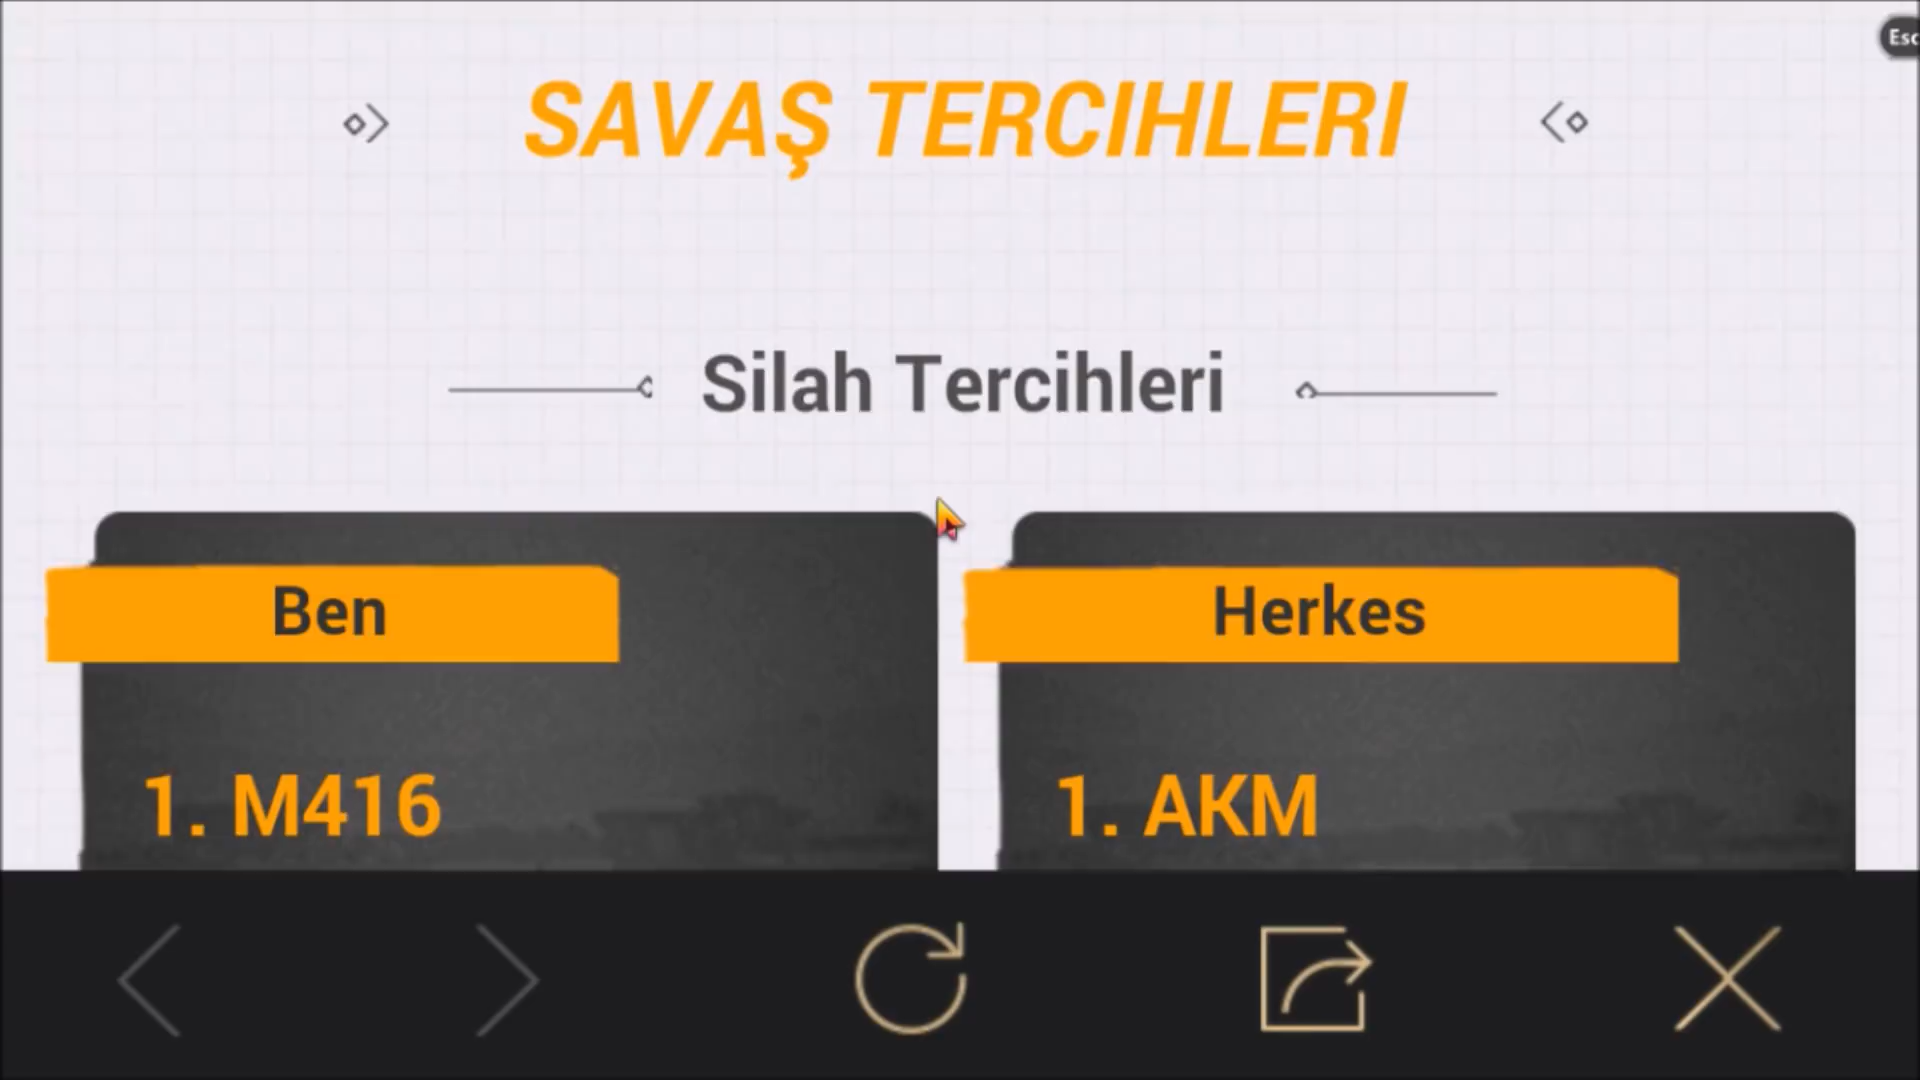 Esc
SAVAŞ TERCIHLERI
Silah Tercihleri
Ben
Herkes
1. M416
1. AKM